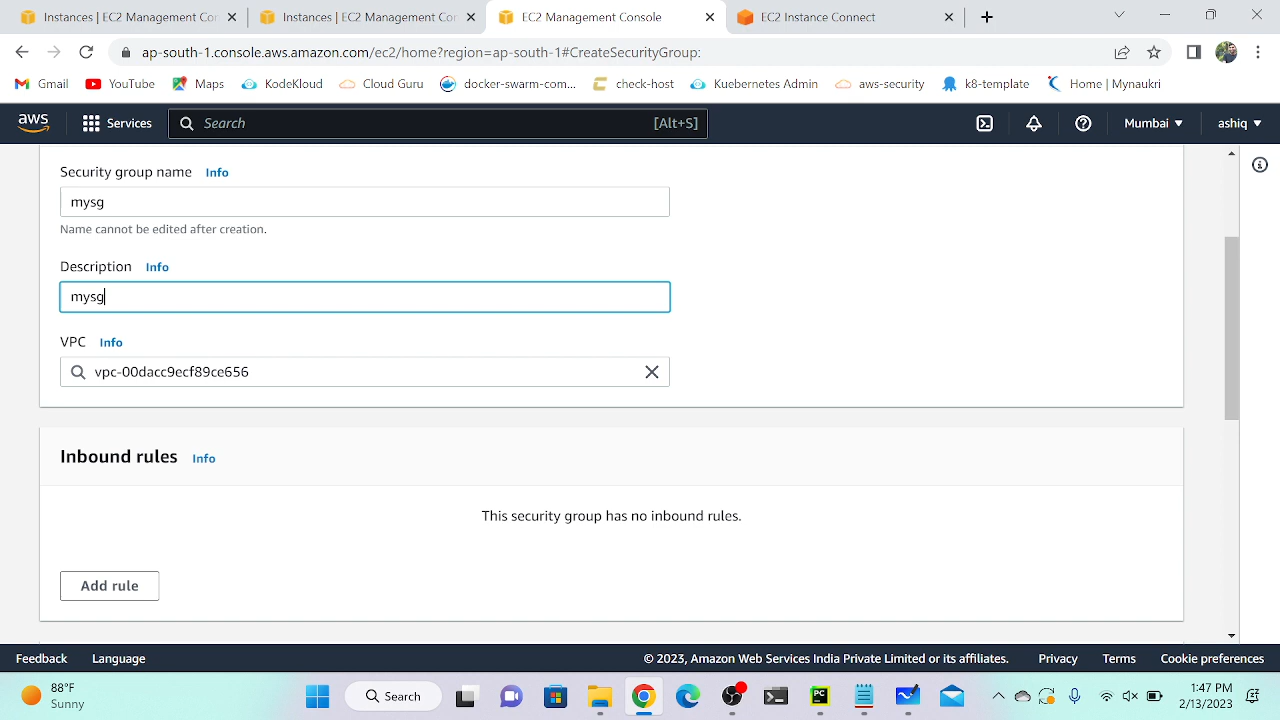 Instances | EC2 Management Con
Instances | EC2 Management Con
EC2 Management Console
EC2 Instance Connect
ap-south-1.console.aws.amazon.com/ec2/home?region=ap-south-1#CreateSecurityGroup:
Gmail YouTube Maps KodeKloud Cloud Guru docker-swarm-com... check-host Kubernetes Admin aws-security k8-template Home | Mynaukri
aws Services Search [Alt+S] Mumbai ashiq
Security group name Info
mysg
Name cannot be edited after creation.
Description Info
mysg
VPC Info
vpc-00dacc9ecf89ce656
Inbound rules Info
This security group has no inbound rules.
Add rule
Feedback Language © 2023, Amazon Web Services India Private Limited or its affiliates. Privacy Terms Cookie preferences
88°F
Sunny
Search
1:47 PM
2/13/2023